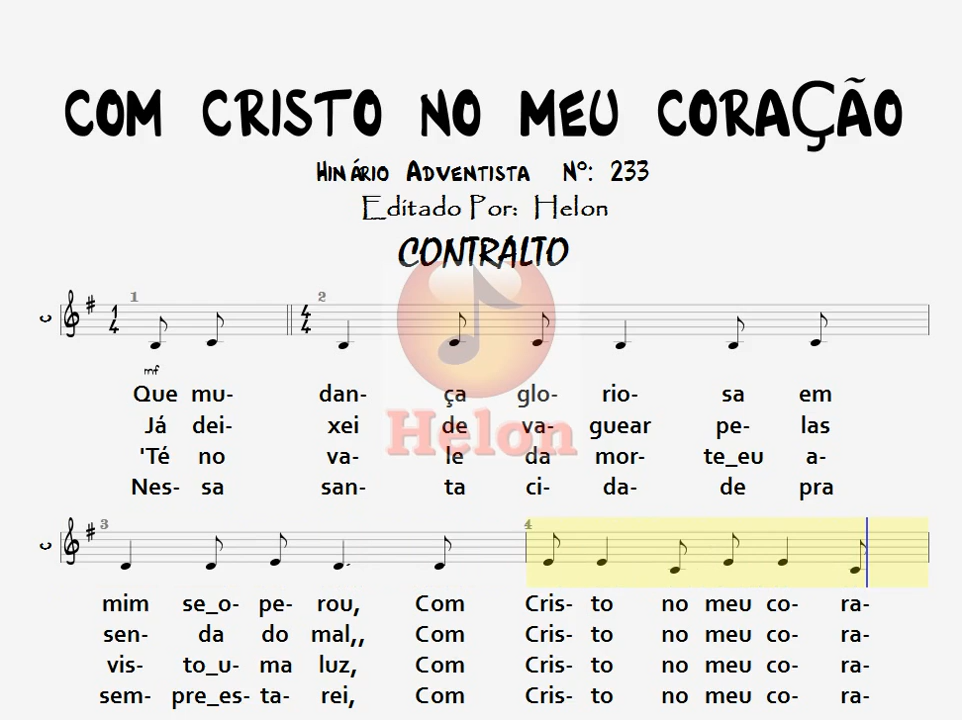 COM CRISTO NO MEU CORAÇÃO
HINÁRIO ADVENTISTA Nº: 233
Editado Por: Helon
CONTRALTO
1 2
C 1 4 4 4
mf
Que mu- dan- ça glo- rio- sa em
Já dei- xei de va- guear pe- las
'Té no va- le da mor- te_eu a-
Nes- sa san- ta ci- da- de pra
Helon
3 4
C
mim se_o- pe- rou, Com Cris- to no meu co- ra-
sen- da do mal,, Com Cris- to no meu co- ra-
vis- to_u- ma luz, Com Cris- to no meu co- ra-
sem- pre_es- ta- rei, Com Cris- to no meu co- ra-